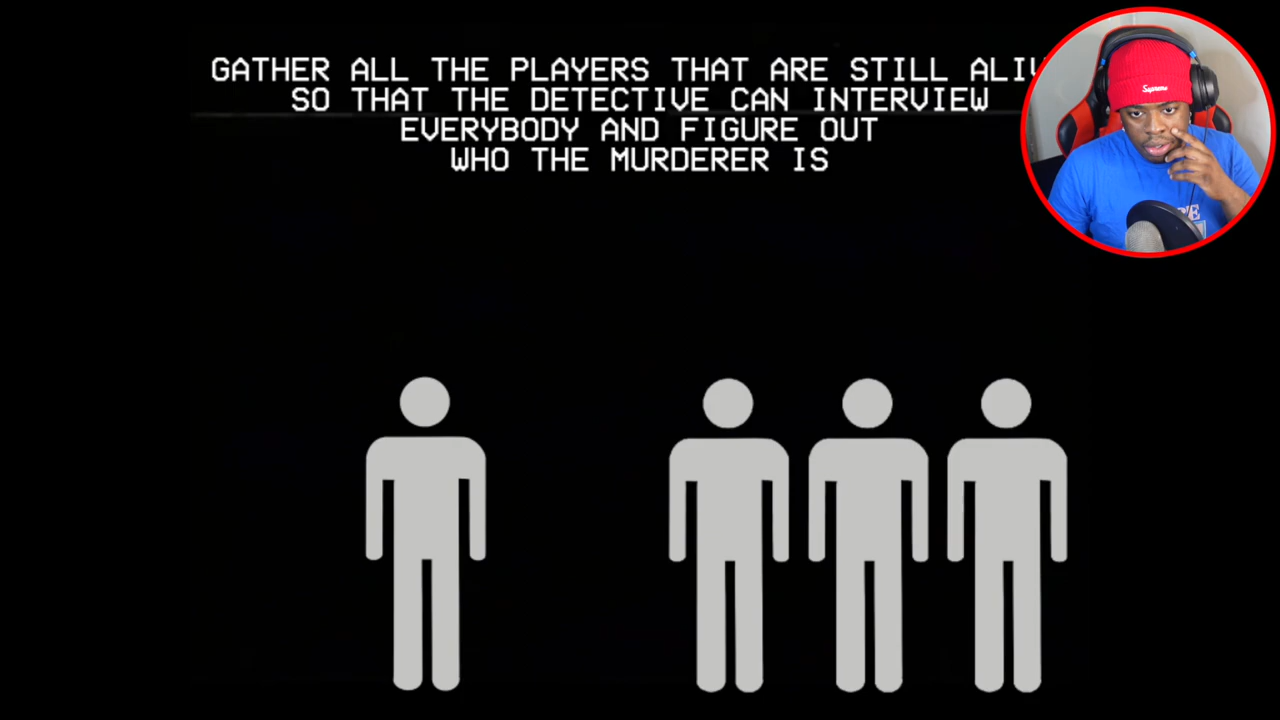 GATHER ALL THE PLAYERS THAT ARE STILL
SO THAT THE DETECTIVE CAN INTERVIEW
EVERYBODY AND FIGURE OUT
WHO THE MURDERER IS
Supreme